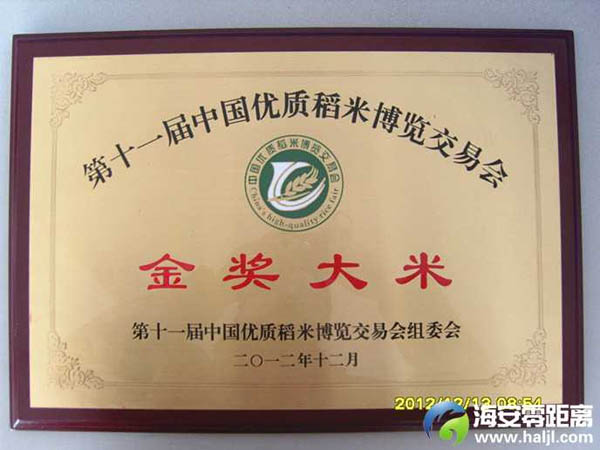 第十一届中国优质稻米博览交易会
中国优质稻米博览交易会
China's high-quality rice fair
金奖大米
第十一届中国优质稻米博览交易会组委会
二〇一二年十二月
2012/12/13 08:54
海安零距离
www.haljl.com